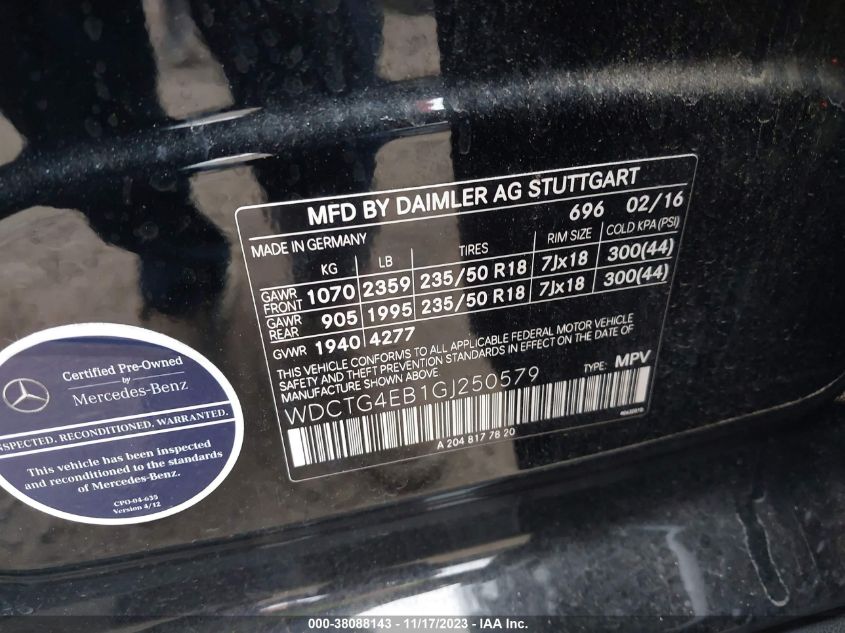 MFD BY DAIMLER AG STUTTGART
696 02/16
MADE IN GERMANY
KG LB TIRES RIM SIZE COLD KPA(PSI)
GAWR FRONT 1070 2359 235/50 R18 7Jx18 300(44)
GAWR REAR 905 1995 235/50 R18 7Jx18 300(44)
GVWR 1940 4277
THIS VEHICLE CONFORMS TO ALL APPLICABLE FEDERAL MOTOR VEHICLE
SAFETY AND THEFT STANDARDS IN EFFECT ON THE DATE OF
MANUFACTURE SHOWN ABOVE.
TYPE: MPV
WDCTG4EB1GJ250579
A 204 817 78 20
Certified Pre-Owned
by
Mercedes-Benz
INSPECTED. RECONDITIONED. WARRANTED.
This vehicle has been inspected
and reconditioned to the standards
of Mercedes-Benz.
CPO-04-635
Version 4/12
000-38088143 - 11/17/2023 - IAA Inc.